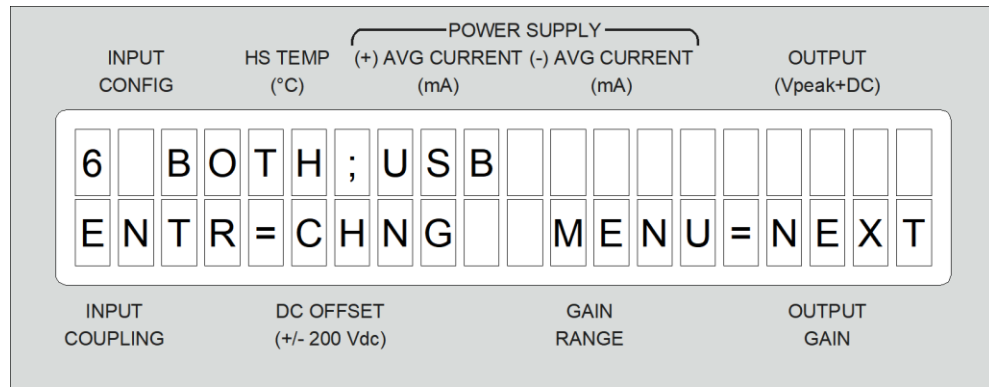 POWER SUPPLY
INPUT HS TEMP (+) AVG CURRENT (-) AVG CURRENT OUTPUT
CONFIG (°C) (mA) (mA) (Vpeak+DC)
6 BOTH;USB
ENTR=CHNG MENU=NEXT
INPUT DC OFFSET GAIN OUTPUT
COUPLING (+/- 200 Vdc) RANGE GAIN